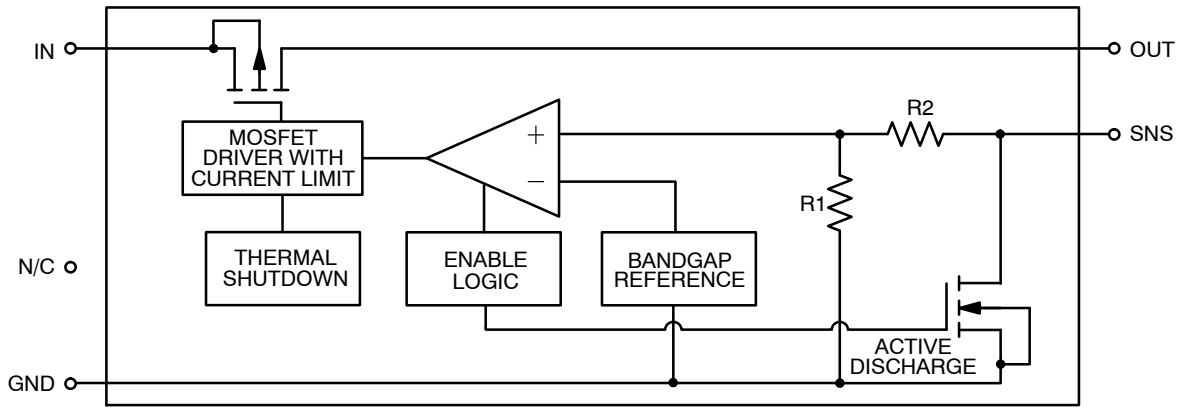 IN
OUT
R2
SNS
MOSFET
DRIVER WITH
CURRENT LIMIT
+
−
R1
N/C
THERMAL
SHUTDOWN
ENABLE
LOGIC
BANDGAP
REFERENCE
ACTIVE
DISCHARGE
GND